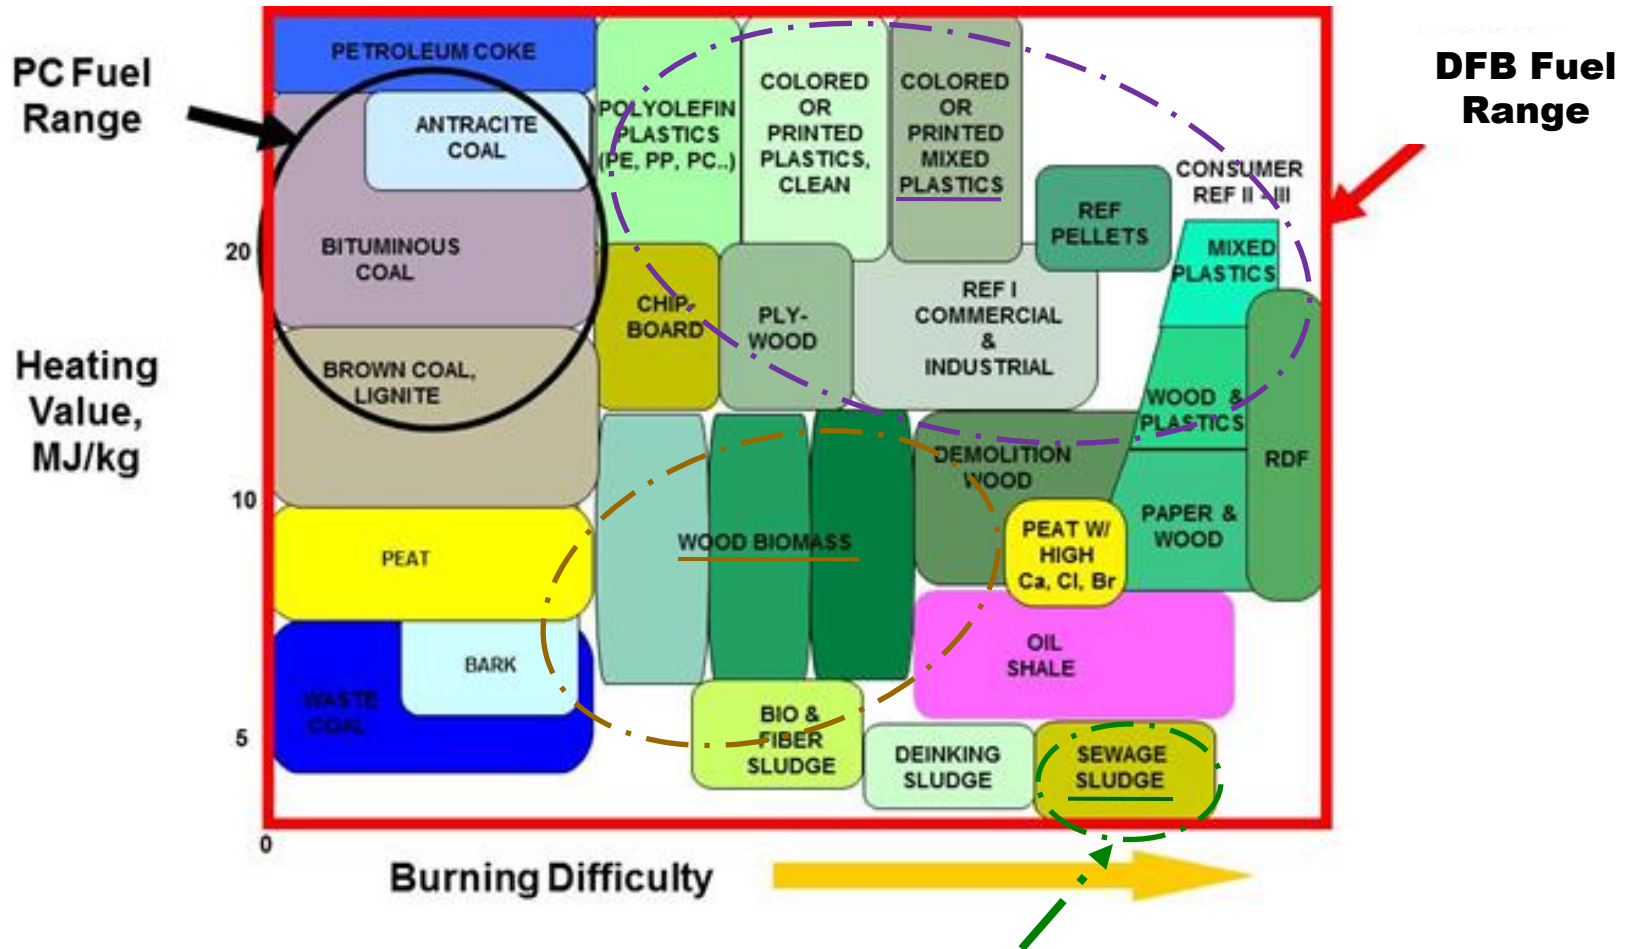 PC Fuel
Range
DFB Fuel
Range
PETROLEUM COKE
ANTRACITE
COAL
BITUMINOUS
COAL
BROWN COAL,
LIGNITE
PEAT
BARK
WASTE
COAL
POLYOLEFIN
PLASTICS
(PE, PP, PC..)
COLORED
OR
PRINTED
PLASTICS,
CLEAN
COLORED
OR
PRINTED
MIXED
PLASTICS
REF
PELLETS
CONSUMER
REF II - III
MIXED
PLASTICS
CHIP-
BOARD
PLY-
WOOD
REF I
COMMERCIAL
&
INDUSTRIAL
WOOD &
PLASTICS
RDF
DEMOLITION
WOOD
PAPER &
WOOD
PEAT W/
HIGH
Ca, Cl, Br
WOOD BIOMASS
OIL
SHALE
BIO &
FIBER
SLUDGE
DEINKING
SLUDGE
SEWAGE
SLUDGE
20
Heating
Value,
MJ/kg
10
5
0
Burning Difficulty